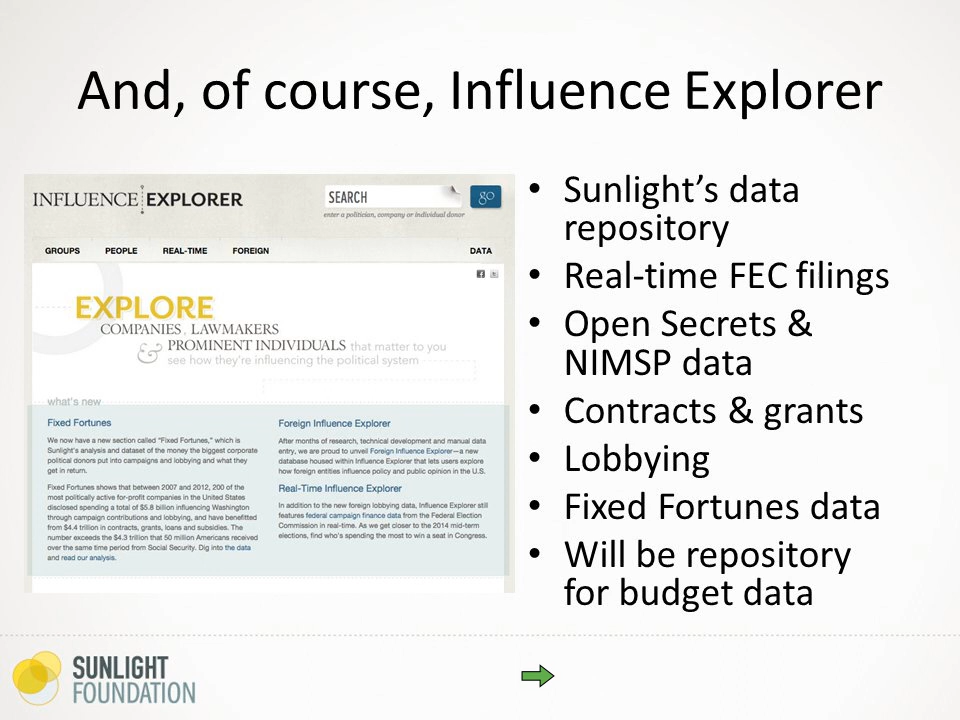 And, of course, Influence Explorer
INFLUENCE EXPLORER
SEARCH
go
enter a politician, company or individual donor
GROUPS PEOPLE REAL-TIME FOREIGN DATA
EXPLORE
COMPANIES, LAWMAKERS
& PROMINENT INDIVIDUALS that matter to you
see how they're influencing the political system
what's new
Fixed Fortunes
We now have a new section called "Fixed Fortunes," which is
Sunlight's analysis and dataset of the money the biggest corporate
political donors put into campaigns and lobbying and what they
get in return.
Fixed Fortunes shows that between 2007 and 2012, 200 of the
most politically active for-profit companies in the United States
disclosed spending a total of $5.8 billion influencing Washington
through campaign contributions and lobbying, and have benefitted
from $4.4 trillion in contracts, grants, loans and subsidies. The
number exceeds the $4.3 trillion that 50 million Americans received
over the same time period from Social Security. Dig into the data
and read our analysis.
Foreign Influence Explorer
After months of research, technical development and manual data
entry, we are proud to unveil Foreign Influence Explorer—a new
database housed within Influence Explorer that lets users explore
how foreign entities influence policy and public opinion in the U.S.
Real-Time Influence Explorer
In addition to the new foreign lobbying data, Influence Explorer still
features federal campaign finance data from the Federal Election
Commission in real-time. As we get closer to the 2014 mid-term
elections, find who's spending the most to win a seat in Congress.
• Sunlight's data
repository
• Real-time FEC filings
• Open Secrets &
NIMSP data
• Contracts & grants
• Lobbying
• Fixed Fortunes data
• Will be repository
for budget data
SUNLIGHT
FOUNDATION